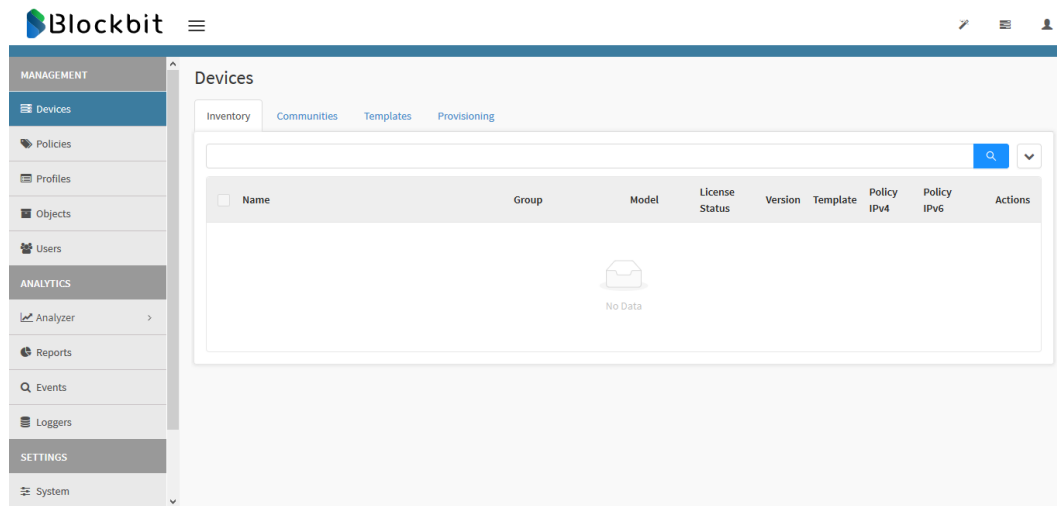 Blockbit
MANAGEMENT
Devices
Policies
Profiles
Objects
Users
ANALYTICS
Analyzer
Reports
Events
Loggers
SETTINGS
System
Devices
Inventory Communities Templates Provisioning
Name Group Model License Status Version Template Policy IPv4 Policy IPv6 Actions
No Data